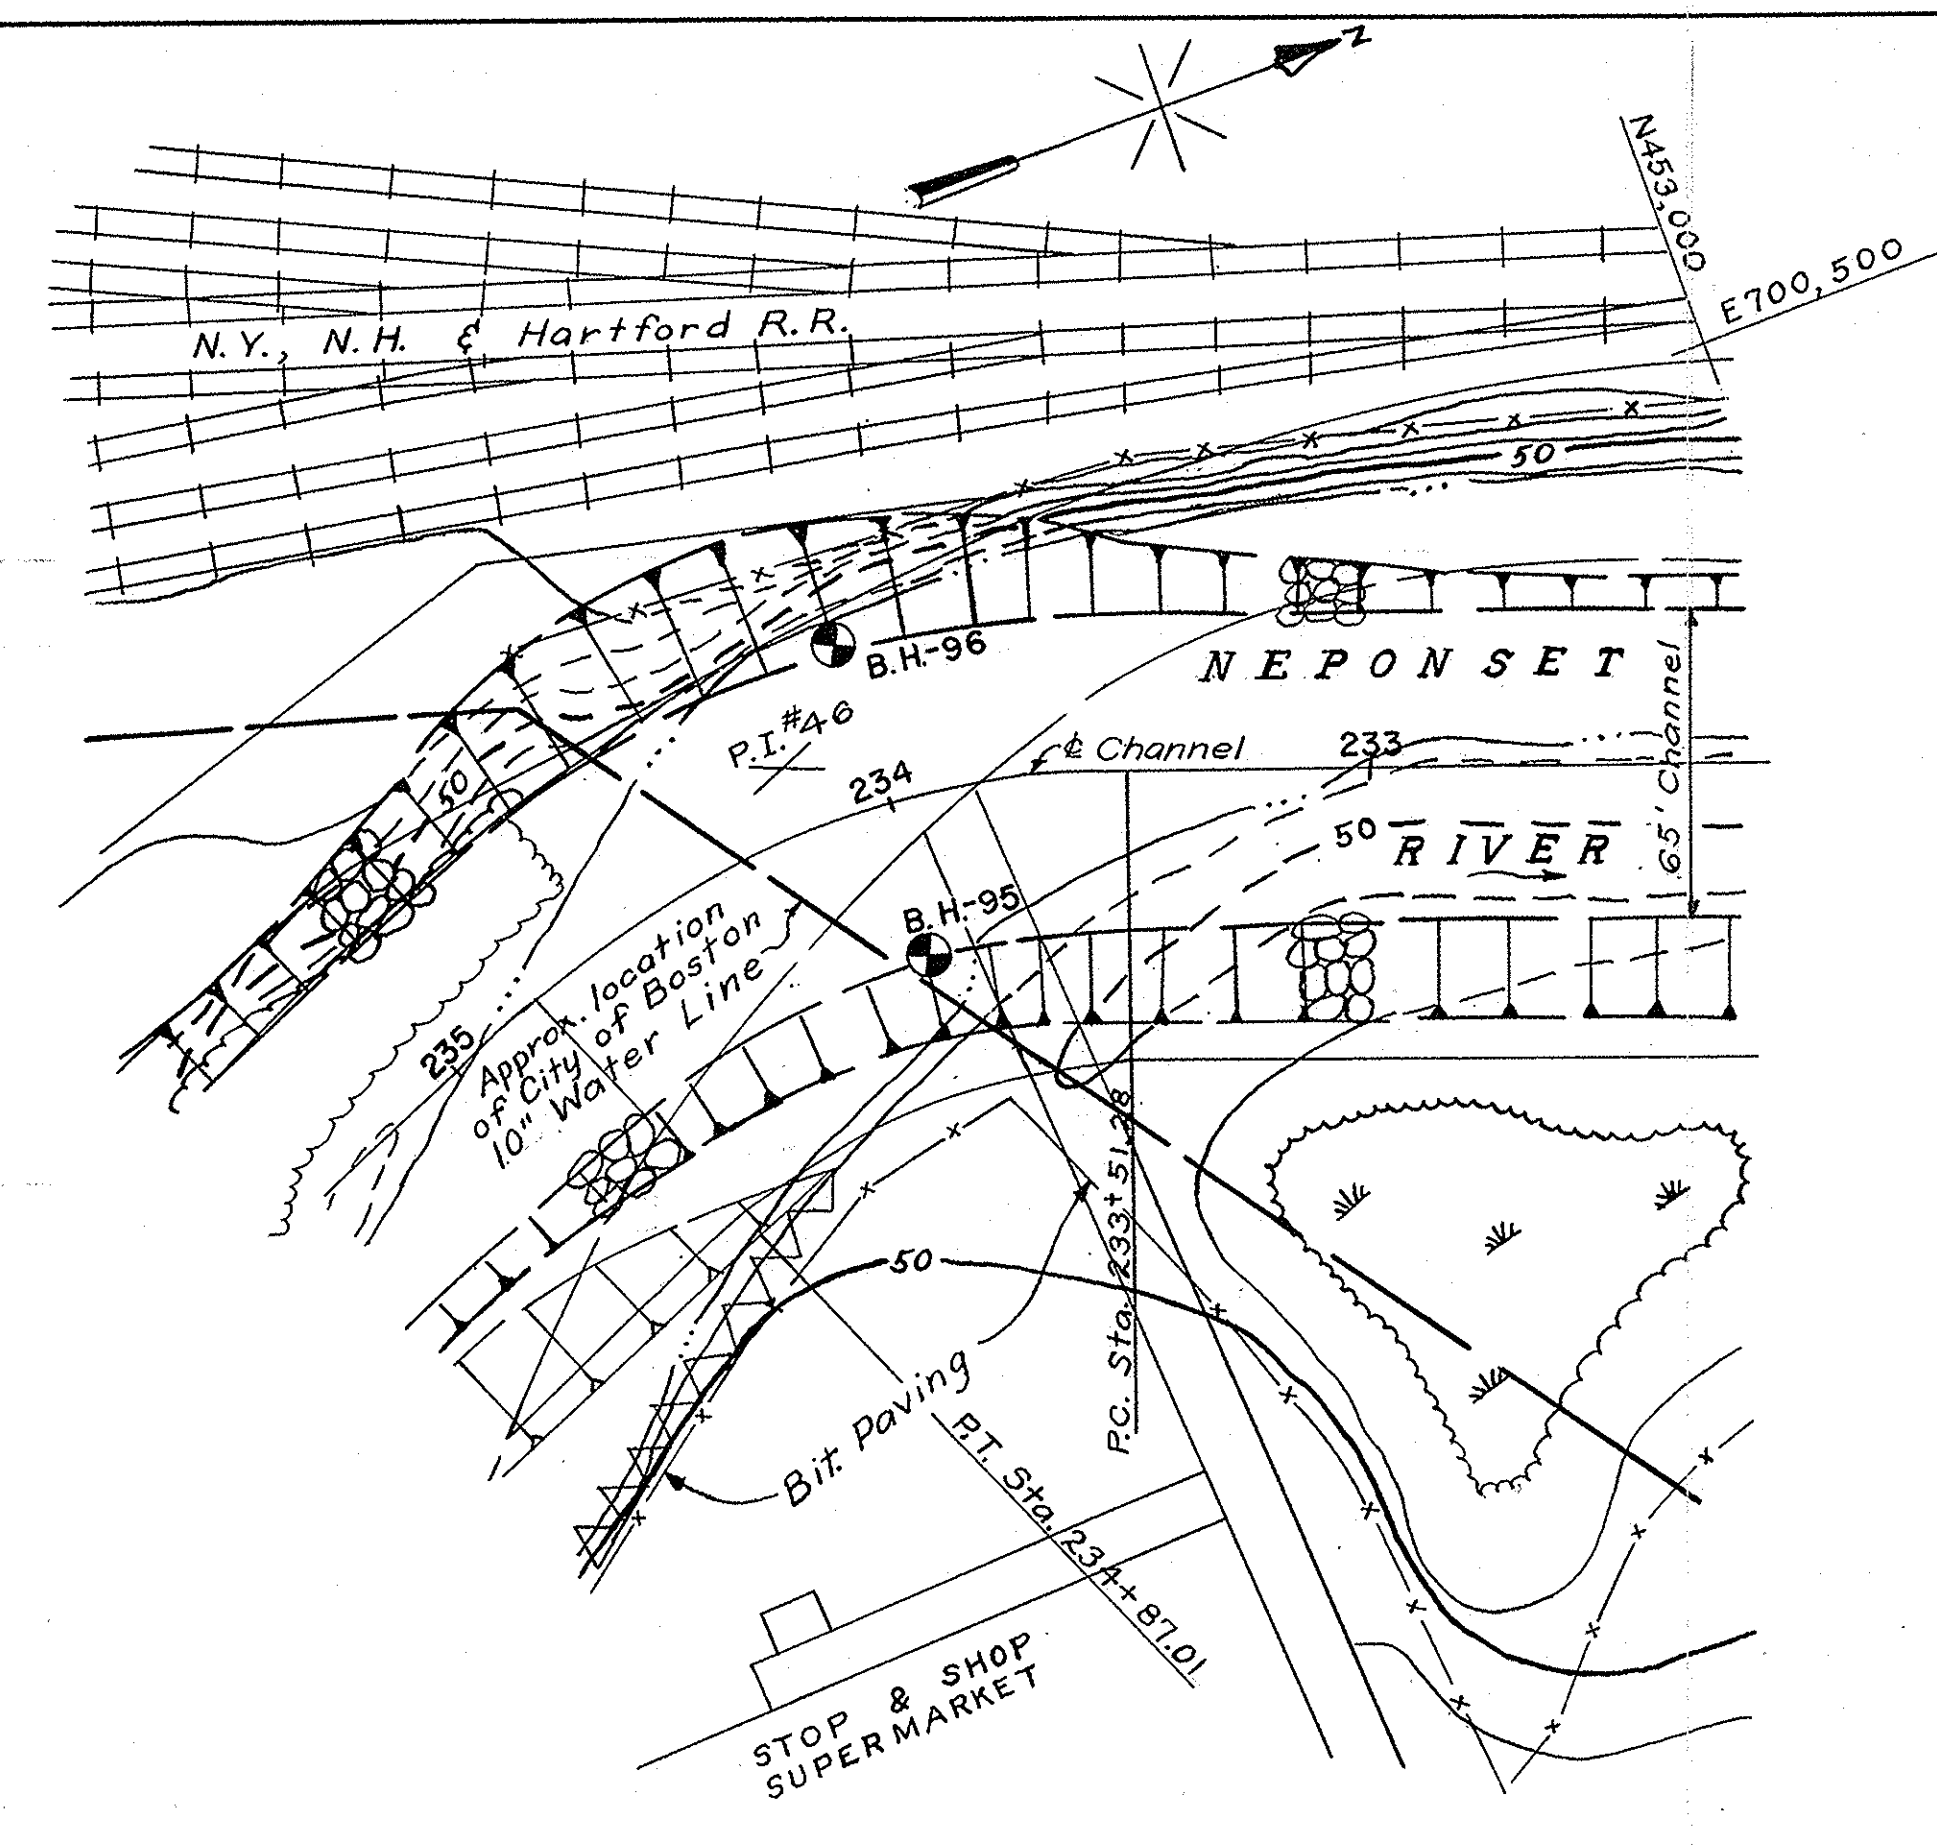 N
N453,000
E700,500
N.Y., N.H. & Hartford R.R.
50
B.H.-96
NEPONSET
P.I. #46
℄ Channel
233
234
65' Channel
50
50
RIVER
B.H.-95
235
Approx. location
of City of Boston
10" Water Line
P.C. Sta. 233+51.28
50
Bit. Paving
P.T. Sta. 234+87.01
STOP & SHOP
SUPERMARKET